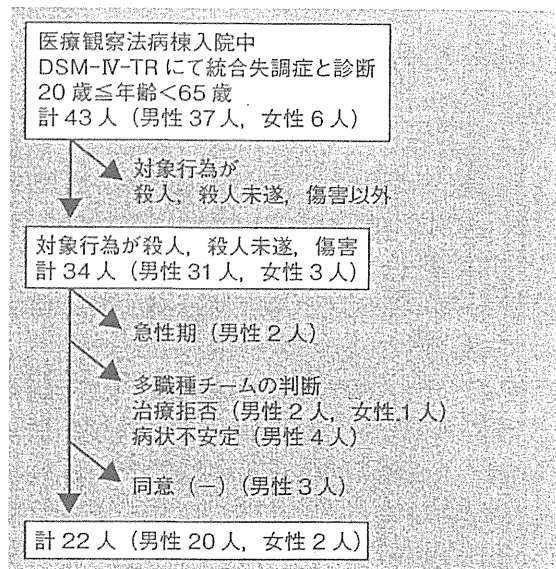 医療観察法病棟入院中
DSM-Ⅳ-TRにて統合失調症と診断
20歳≦年齢<65歳
計43人（男性37人，女性6人）
対象行為が
殺人，殺人未遂，傷害以外
対象行為が殺人，殺人未遂，傷害
計34人（男性31人，女性3人）
急性期（男性2人）
多職種チームの判断
治療拒否（男性2人，女性1人）
病状不安定（男性4人）
同意（−）（男性3人）
計22人（男性20人，女性2人）